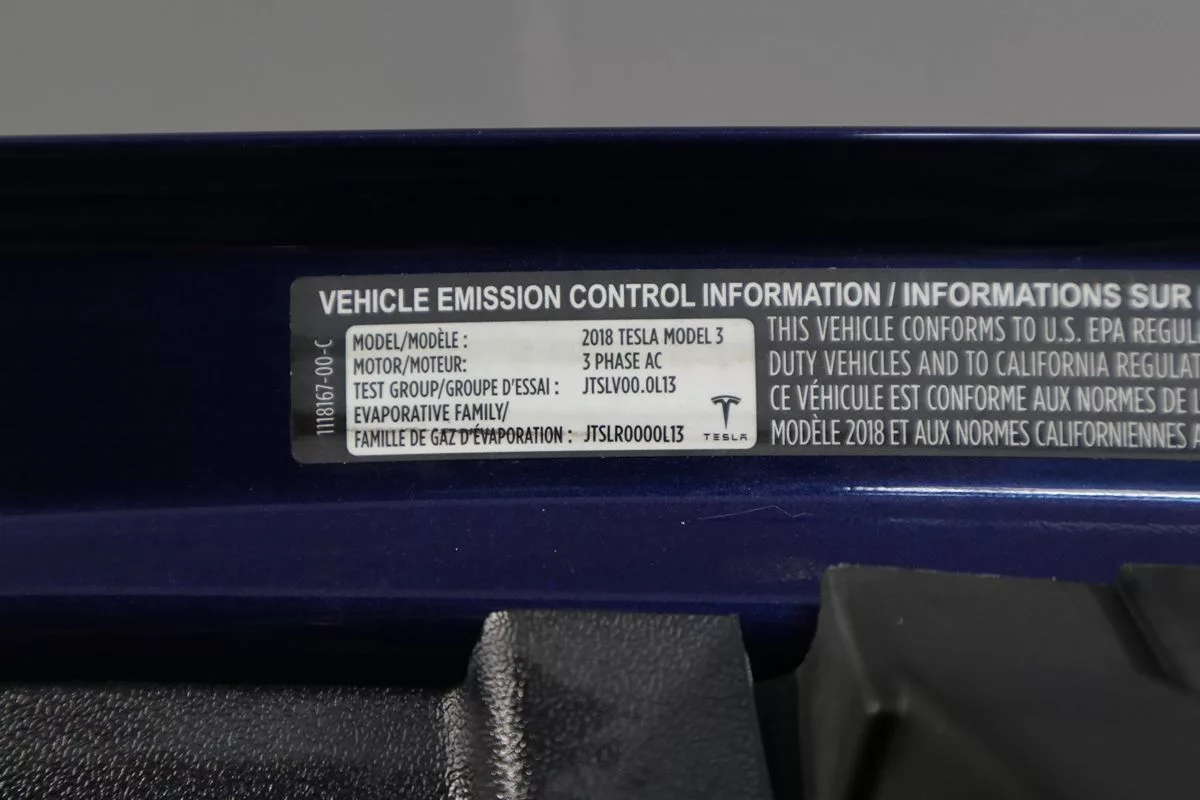 VEHICLE EMISSION CONTROL INFORMATION / INFORMATIONS SUR
1118167-00-C
MODEL/MODÈLE : 2018 TESLA MODEL 3
MOTOR/MOTEUR: 3 PHASE AC
TEST GROUP/GROUPE D'ESSAI : JTSLV00.0L13
EVAPORATIVE FAMILY/
FAMILLE DE GAZ D'ÉVAPORATION : JTSLR0000L13
TESLA
THIS VEHICLE CONFORMS TO U.S. EPA REGUL
DUTY VEHICLES AND TO CALIFORNIA REGULAT
CE VÉHICULE EST CONFORME AUX NORMES DE
MODÈLE 2018 ET AUX NORMES CALIFORNIENNES